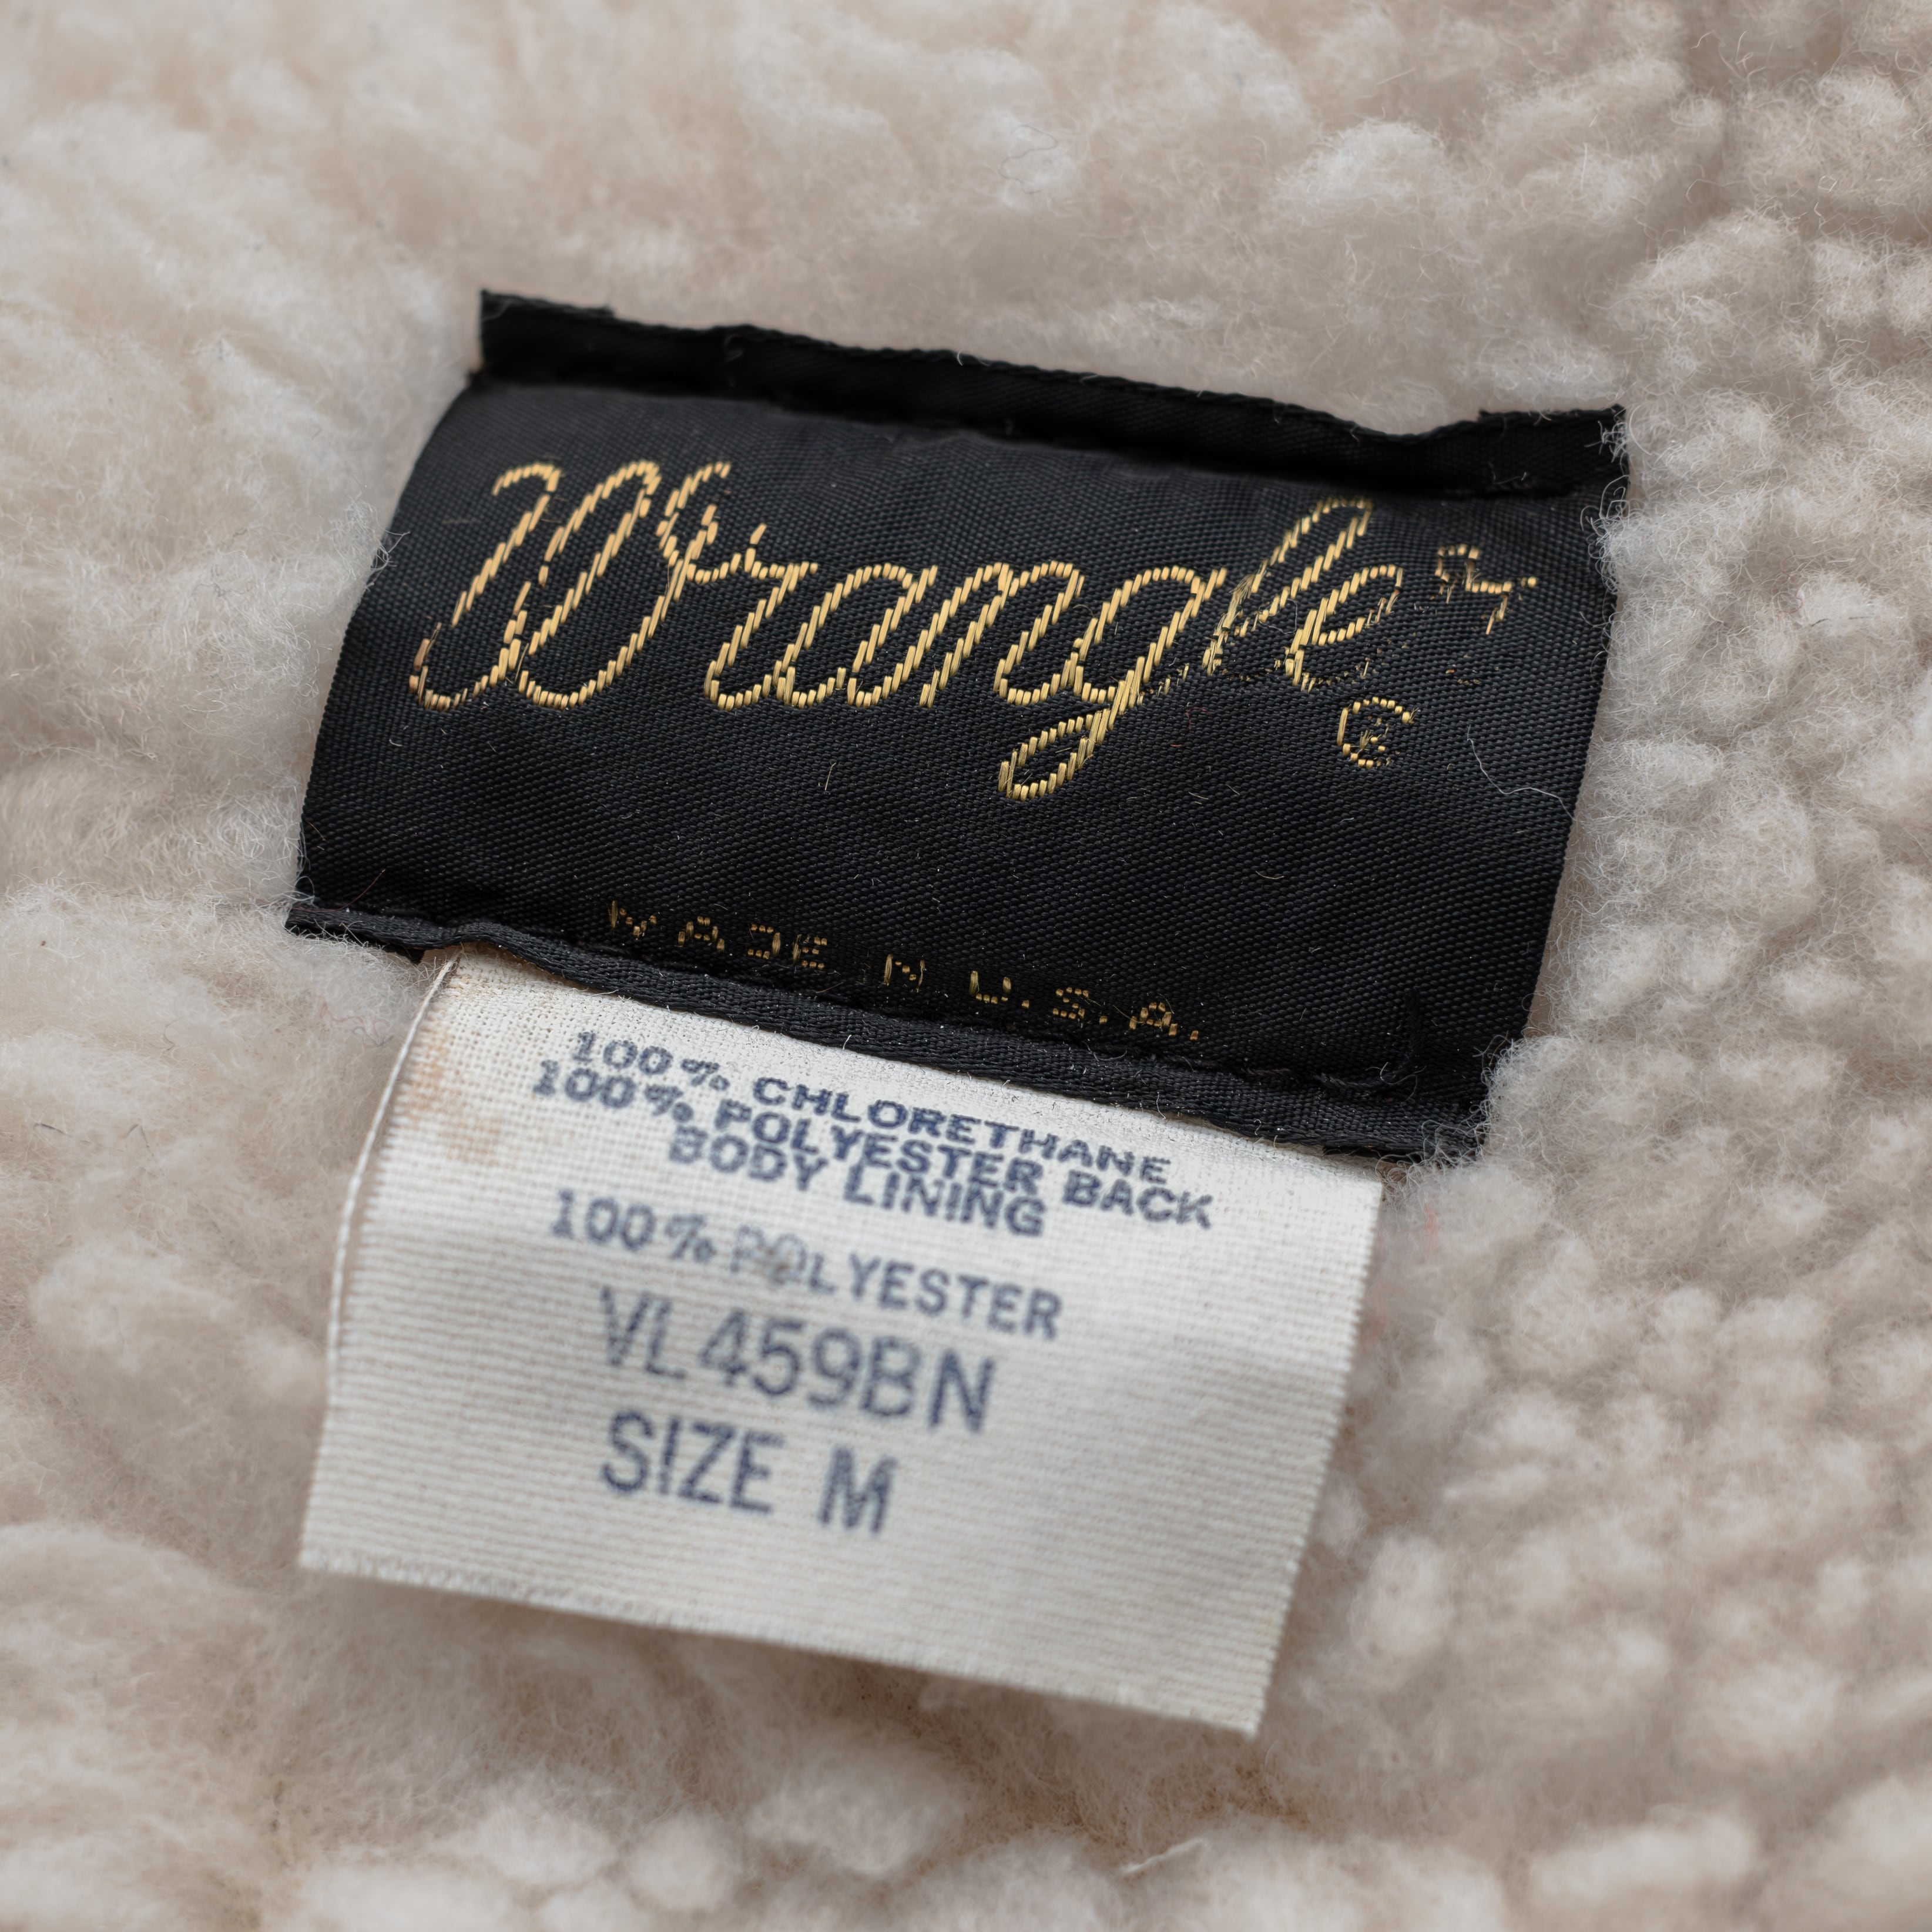 Wrangler
MADE IN U.S.A.
100% CHLORETHANE
100% POLYESTER BACK
BODY LINING
100% POLYESTER
VL459BN
SIZE M